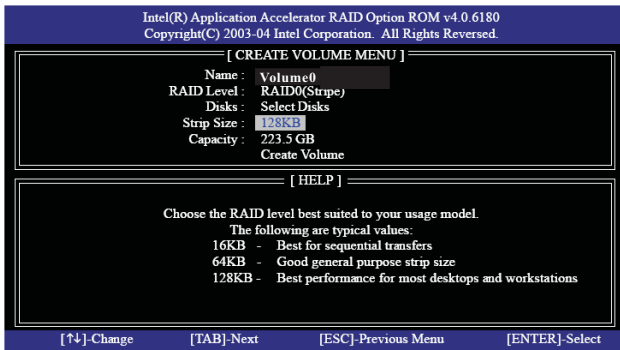 Intel(R) Application Accelerator RAID Option ROM v4.0.6180
Copyright(C) 2003-04 Intel Corporation. All Rights Reversed.
[ CREATE VOLUME MENU ]
Name : Volume0
RAID Level : RAID0(Stripe)
Disks : Select Disks
Strip Size : 128KB
Capacity : 223.5 GB
Create Volume
[ HELP ]
Choose the RAID level best suited to your usage model.
The following are typical values:
16KB - Best for sequential transfers
64KB - Good general purpose strip size
128KB - Best performance for most desktops and workstations
[↑↓]-Change [TAB]-Next [ESC]-Previous Menu [ENTER]-Select